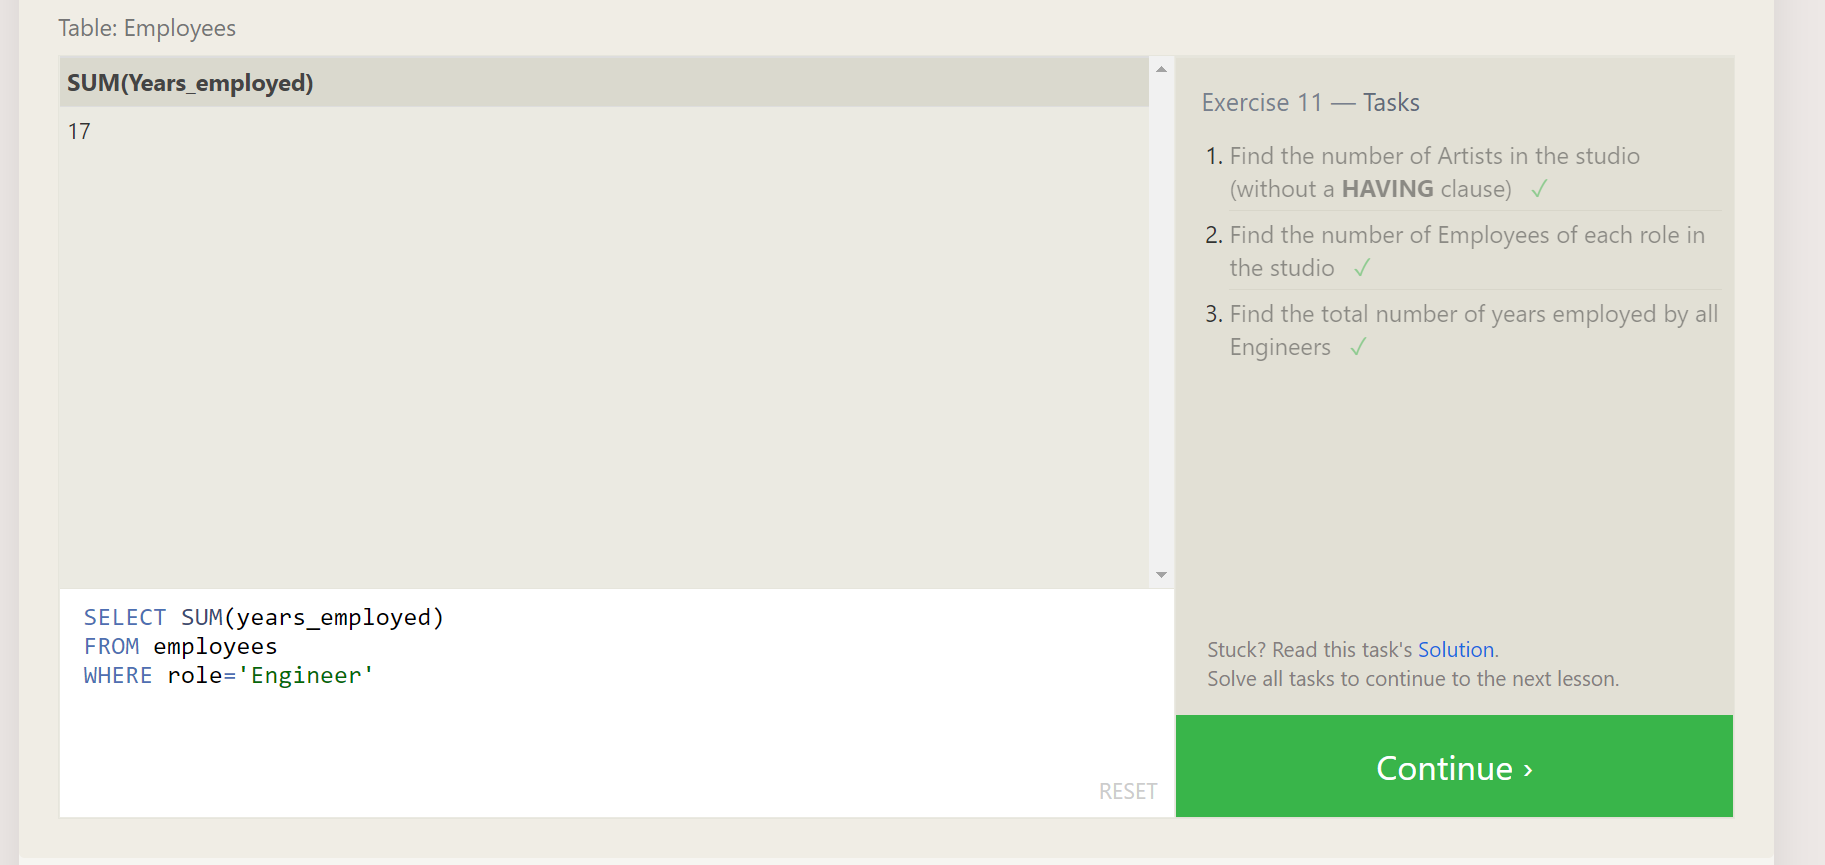 Table: Employees
SUM(Years_employed)
17
SELECT SUM(years_employed)
FROM employees
WHERE role='Engineer'
RESET
Exercise 11 — Tasks
1. Find the number of Artists in the studio
(without a HAVING clause) ✓
2. Find the number of Employees of each role in
the studio ✓
3. Find the total number of years employed by all
Engineers ✓
Stuck? Read this task's Solution.
Solve all tasks to continue to the next lesson.
Continue ›